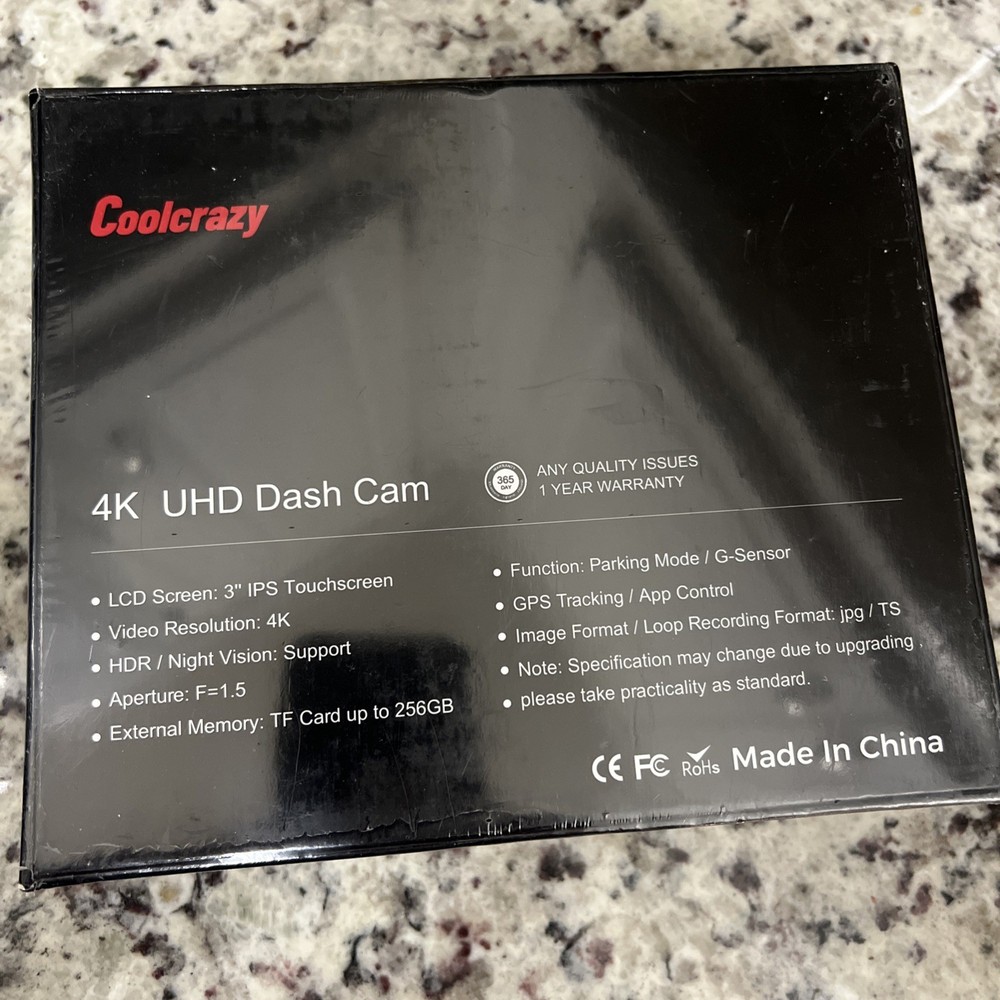 Coolcrazy
4K UHD Dash Cam
365
DAY
ANY QUALITY ISSUES
1 YEAR WARRANTY
• LCD Screen: 3" IPS Touchscreen
• Video Resolution: 4K
• HDR / Night Vision: Support
• Aperture: F=1.5
• External Memory: TF Card up to 256GB
• Function: Parking Mode / G-Sensor
• GPS Tracking / App Control
• Image Format / Loop Recording Format: jpg / TS
• Note: Specification may change due to upgrading ,
• please take practicality as standard.
CE FC RoHs Made In China